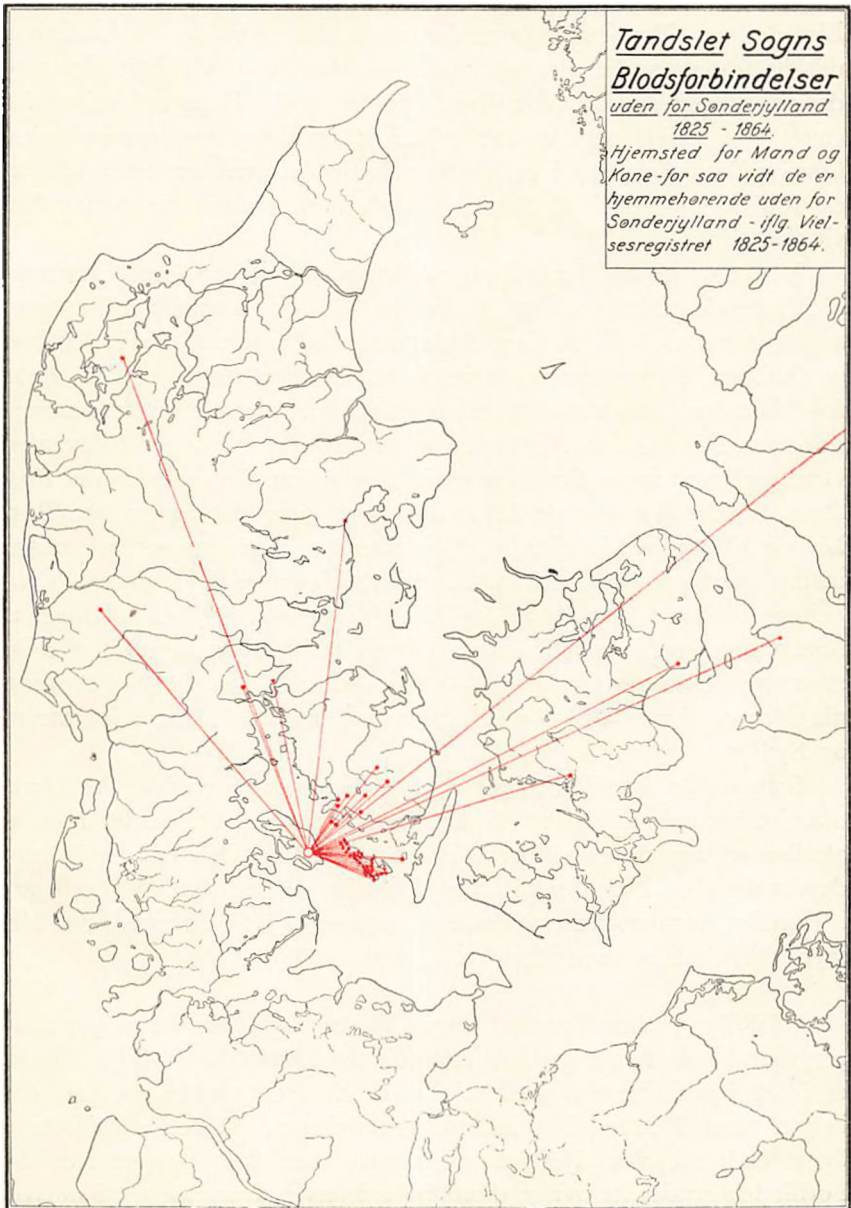 Tandslet Sogns
Blodsforbindelser
uden for Sønderjylland
1825 - 1864.
Hjemsted for Mand og
Kone - for saa vidt de er
hjemmehørende uden for
Sønderjylland - iflg. Viel-
sesregistret 1825-1864.